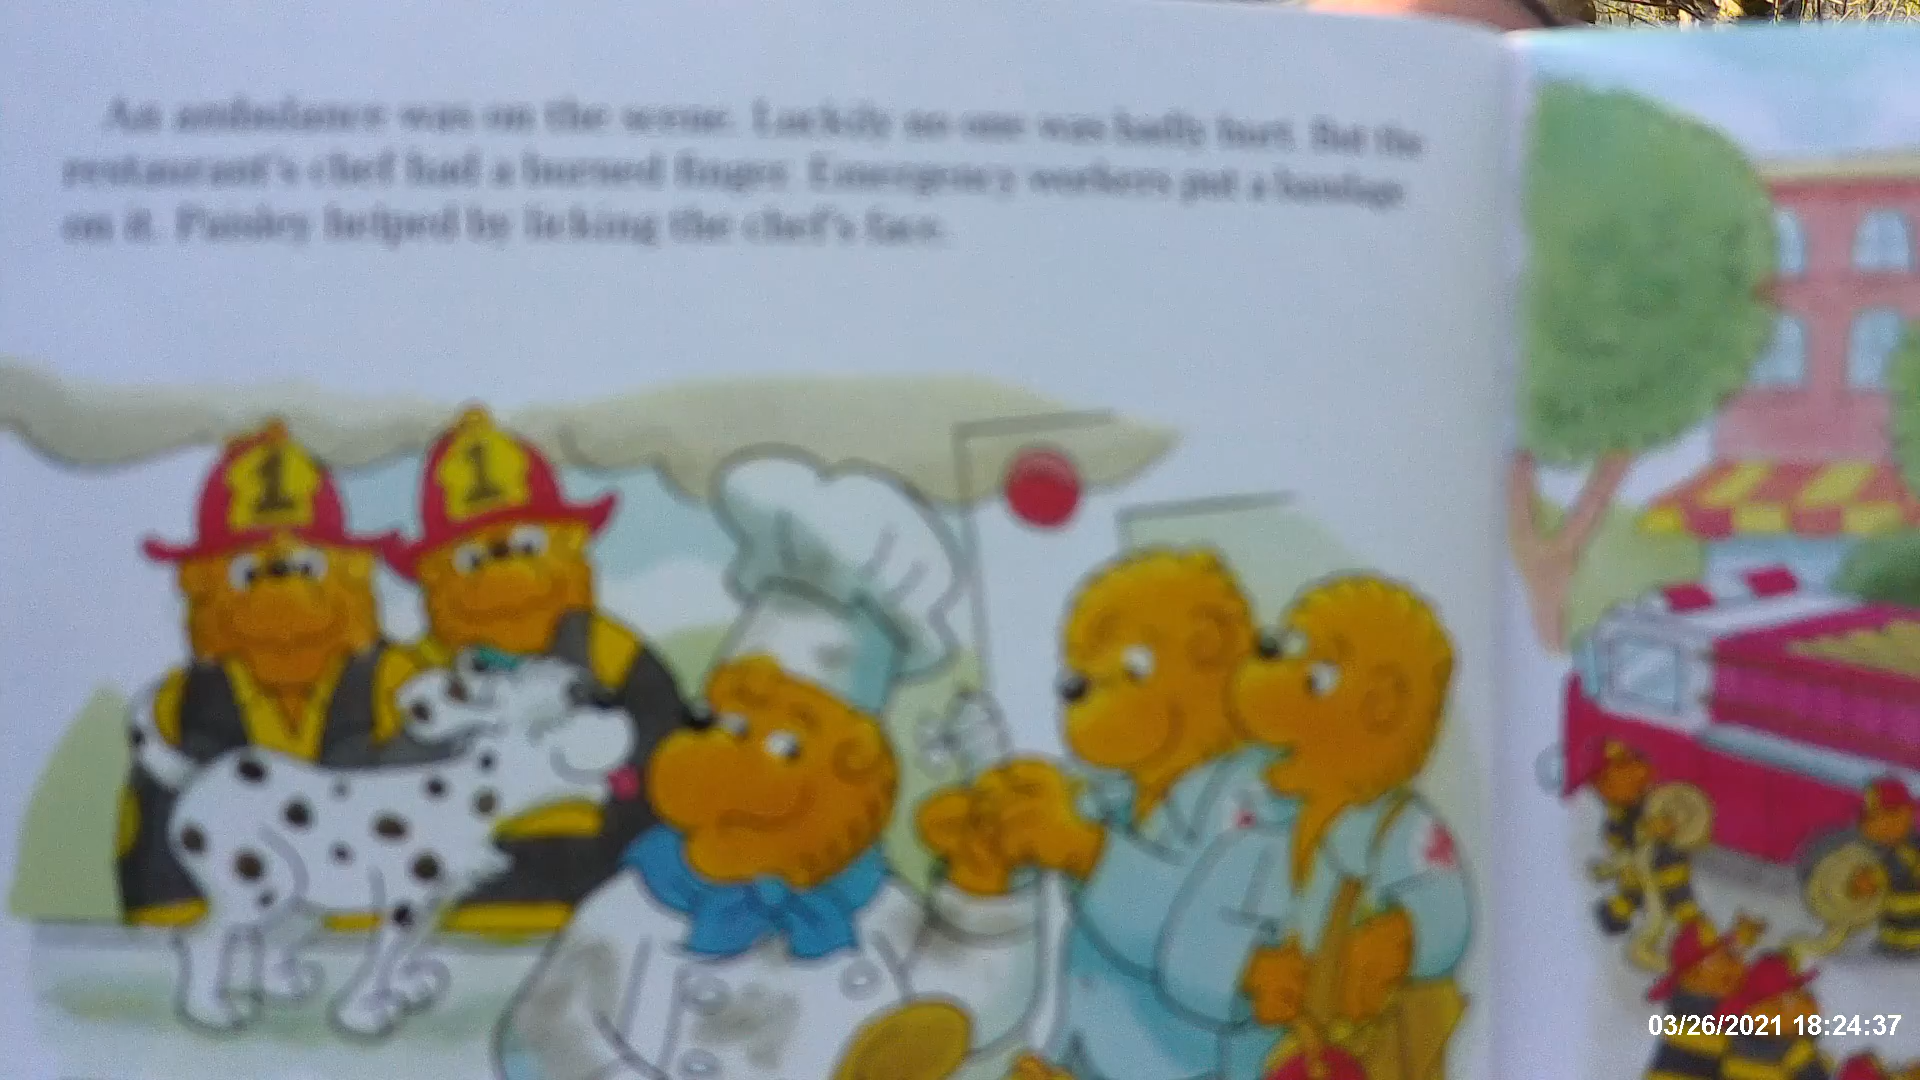 An ambulance was on the scene. Luckily no one was badly hurt. But the
restaurant's chef had a burned finger. Emergency workers put a bandage
on it. Paisley helped by licking the chef's face.
1
1
03/26/2021 18:24:37